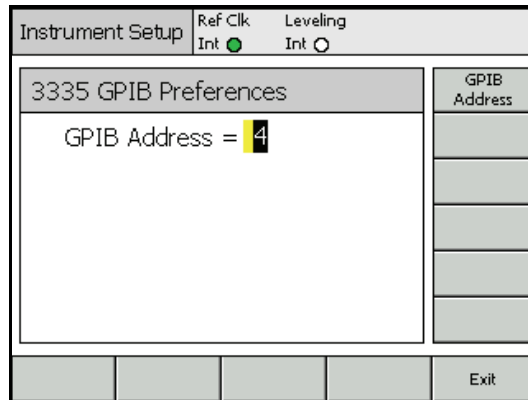 Instrument Setup
Ref Clk
Int
Leveling
Int
3335 GPIB Preferences
GPIB Address = 4
GPIB
Address
Exit